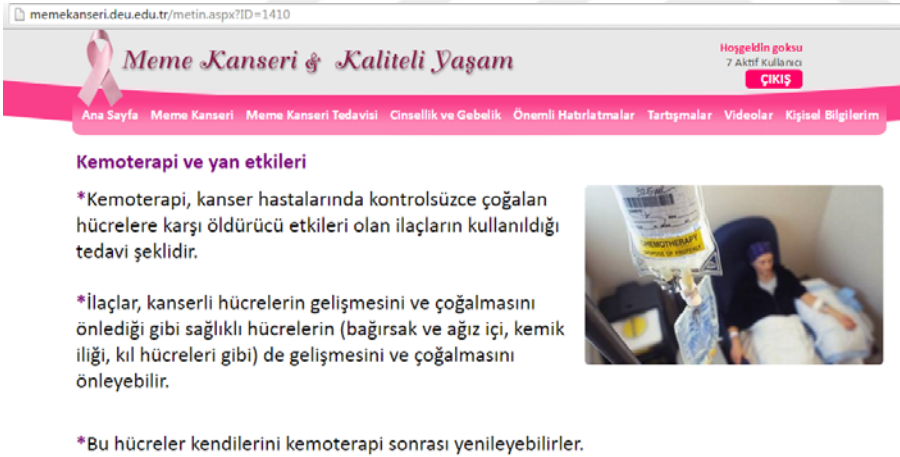 memekanseri.deu.edu.tr/metin.aspx?ID=1410
Meme Kanseri & Kaliteli Yaşam
Hoşgeldin goksu
7 Aktif Kullanıcı
ÇIKIŞ
Ana Sayfa Meme Kanseri Meme Kanseri Tedavisi Cinsellik ve Gebelik Önemli Hatırlatmalar Tartışmalar Videolar Kişisel Bilgilerim
Kemoterapi ve yan etkileri
*Kemoterapi, kanser hastalarında kontrolsüzce çoğalan
hücrelere karşı öldürücü etkileri olan ilaçların kullanıldığı
tedavi şeklidir.
*İlaçlar, kanserli hücrelerin gelişmesini ve çoğalmasını
önlediği gibi sağlıklı hücrelerin (bağırsak ve ağız içi, kemik
iliği, kıl hücreleri gibi) de gelişmesini ve çoğalmasını
önleyebilir.
CHEMOTHERAPY
*Bu hücreler kendilerini kemoterapi sonrası yenileyebilirler.